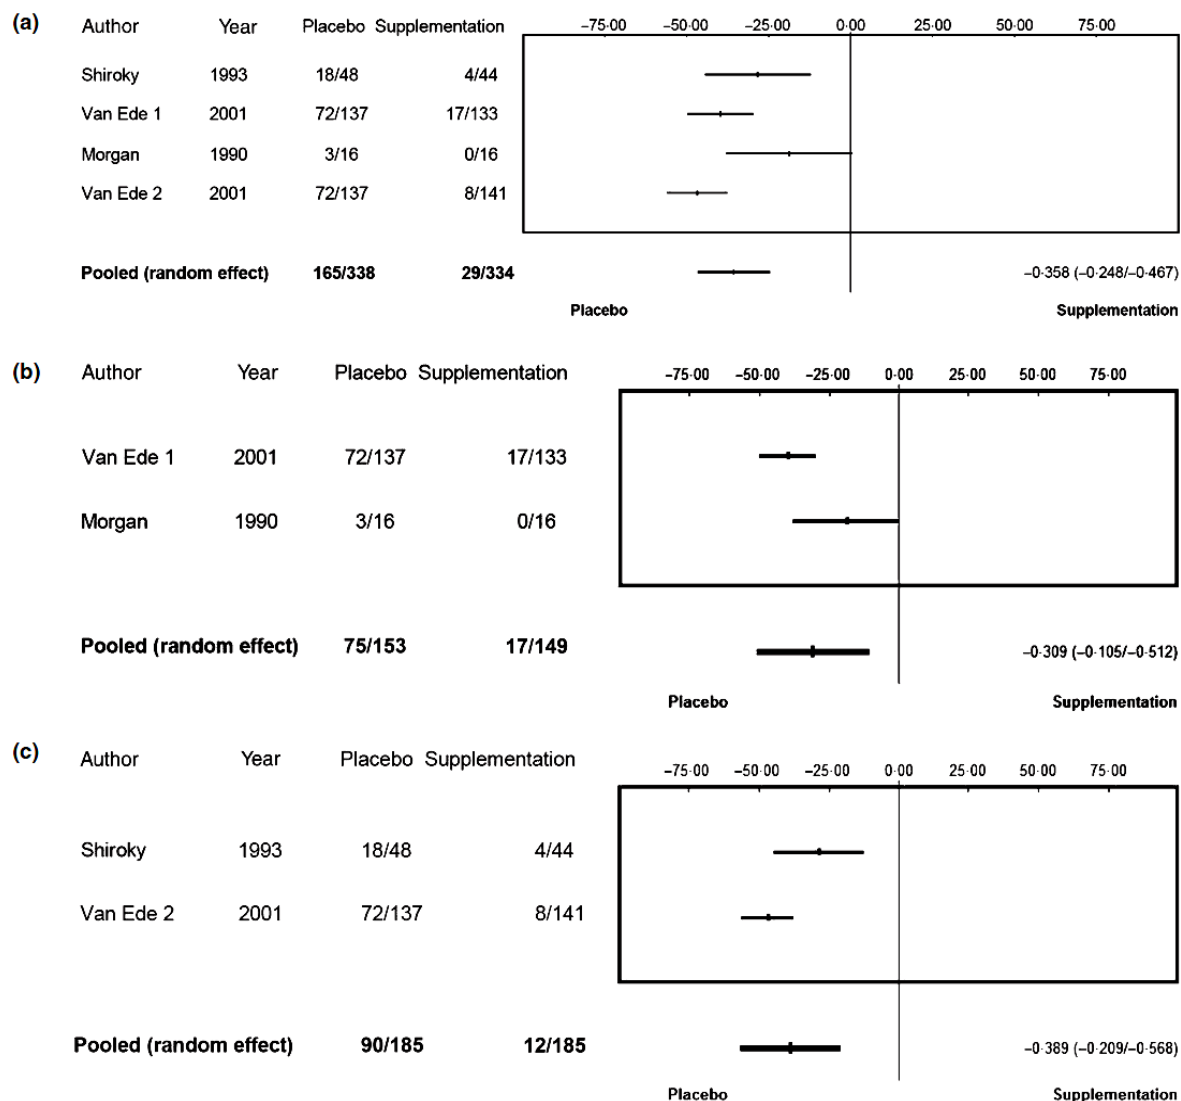 (a) Author Year Placebo Supplementation −75·00 −50·00 −25·00 0·00 25·00 50·00 75·00
Shiroky 1993 18/48 4/44
Van Ede 1 2001 72/137 17/133
Morgan 1990 3/16 0/16
Van Ede 2 2001 72/137 8/141
Pooled (random effect) 165/338 29/334 −0·358 (−0·248/−0·467)
Placebo Supplementation
(b) Author Year Placebo Supplementation −75·00 −50·00 −25·00 0·00 25·00 50·00 75·00
Van Ede 1 2001 72/137 17/133
Morgan 1990 3/16 0/16
Pooled (random effect) 75/153 17/149 −0·309 (−0·105/−0·512)
Placebo Supplementation
(c) Author Year Placebo Supplementation −75·00 −50·00 −25·00 0·00 25·00 50·00 75·00
Shiroky 1993 18/48 4/44
Van Ede 2 2001 72/137 8/141
Pooled (random effect) 90/185 12/185 −0·389 (−0·209/−0·568)
Placebo Supplementation